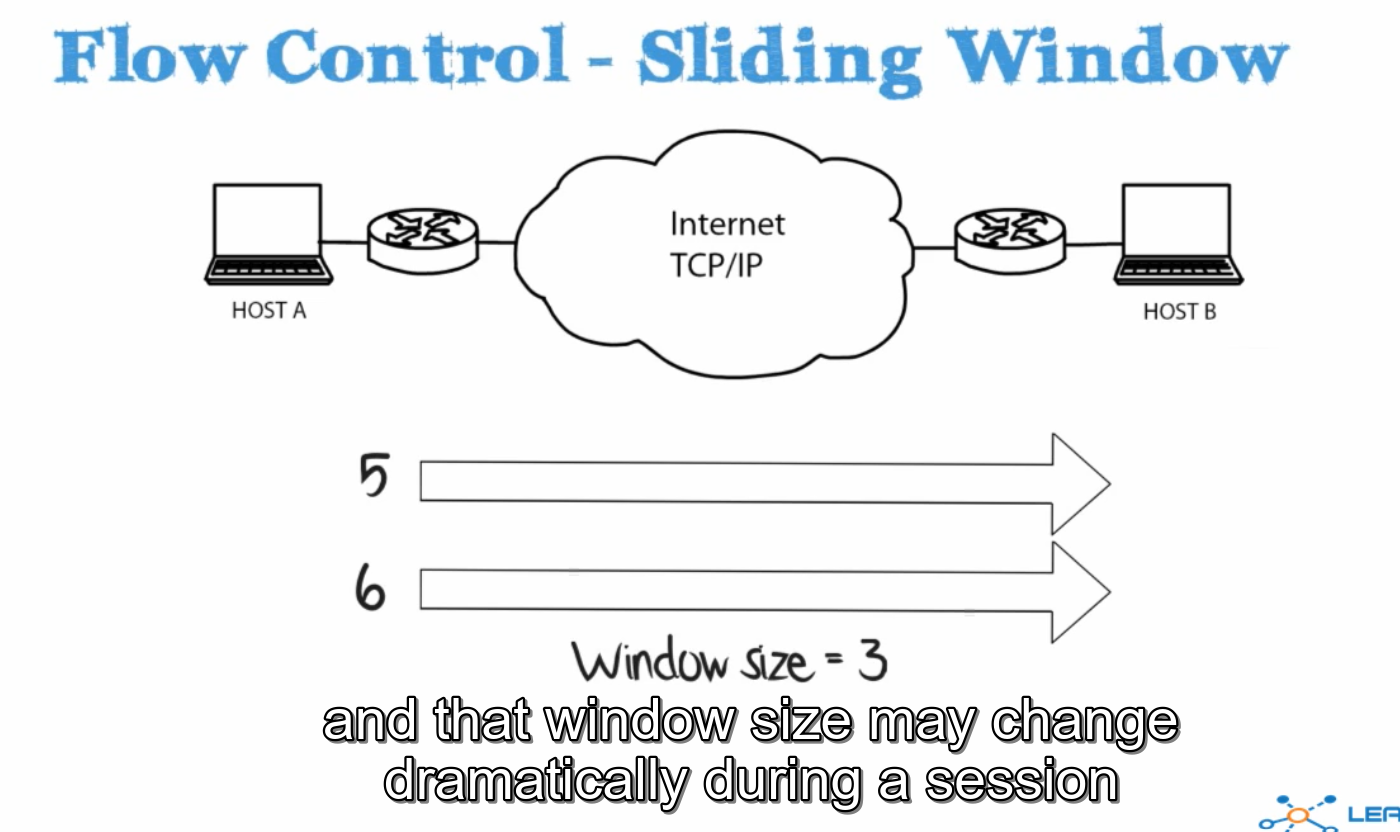 Flow Control - Sliding Window
Internet
TCP/IP
HOST A
HOST B
5
6
Window size = 3
and that window size may change
dramatically during a session